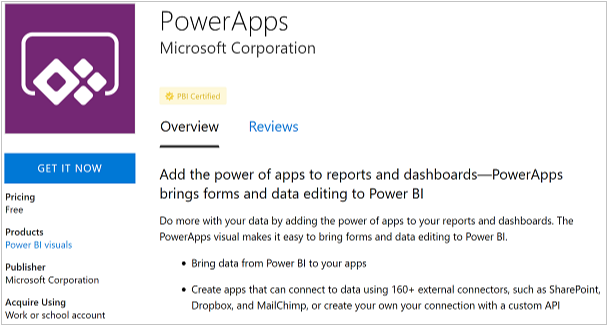 PowerApps
Microsoft Corporation
PBI Certified
Overview
Reviews
GET IT NOW
Pricing
Free
Products
Power BI visuals
Publisher
Microsoft Corporation
Acquire Using
Work or school account
Add the power of apps to reports and dashboards—PowerApps
brings forms and data editing to Power BI
Do more with your data by adding the power of apps to your reports and dashboards. The
PowerApps visual makes it easy to bring forms and data editing to Power BI.
• Bring data from Power BI to your apps
• Create apps that can connect to data using 160+ external connectors, such as SharePoint,
Dropbox, and MailChimp, or create your own your connection with a custom API